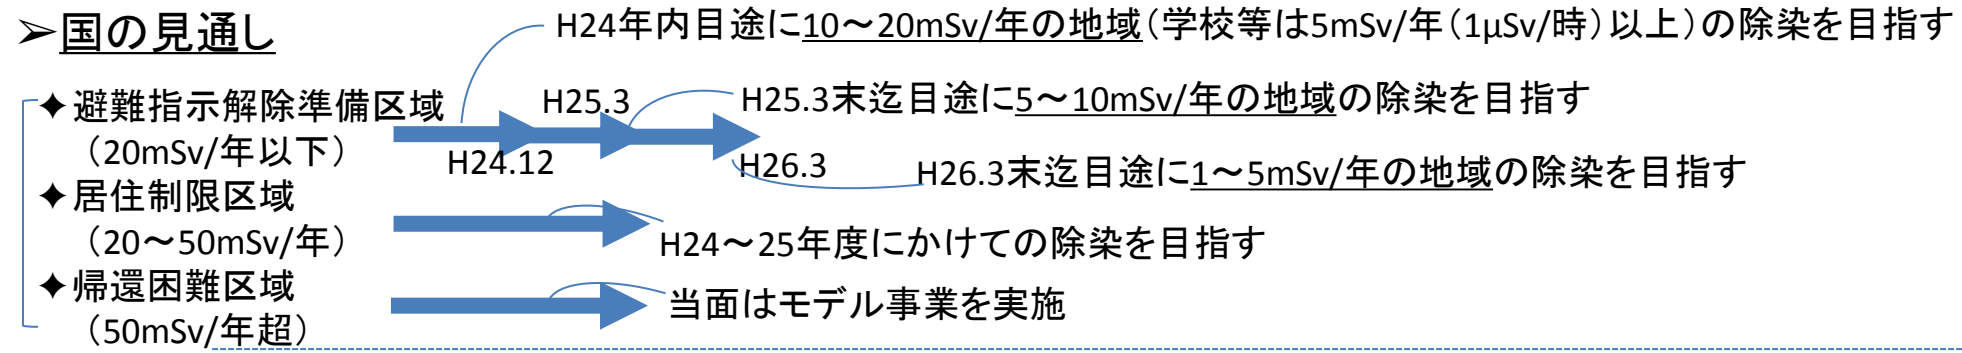 ➢国の見通し
H24年内目途に10～20mSv/年の地域（学校等は5mSv/年（1μSv/時）以上）の除染を目指す
✦避難指示解除準備区域
（20mSv/年以下）
H25.3
H24.12
H26.3
H25.3末迄目途に5～10mSv/年の地域の除染を目指す
H26.3末迄目途に1～5mSv/年の地域の除染を目指す
✦居住制限区域
（20～50mSv/年）
H24～25年度にかけての除染を目指す
✦帰還困難区域
（50mSv/年超）
当面はモデル事業を実施